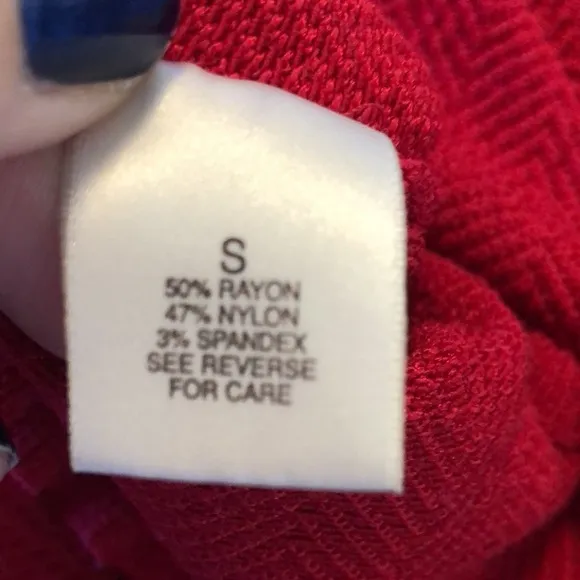 S
50% RAYON
47% NYLON
3% SPANDEX
SEE REVERSE
FOR CARE